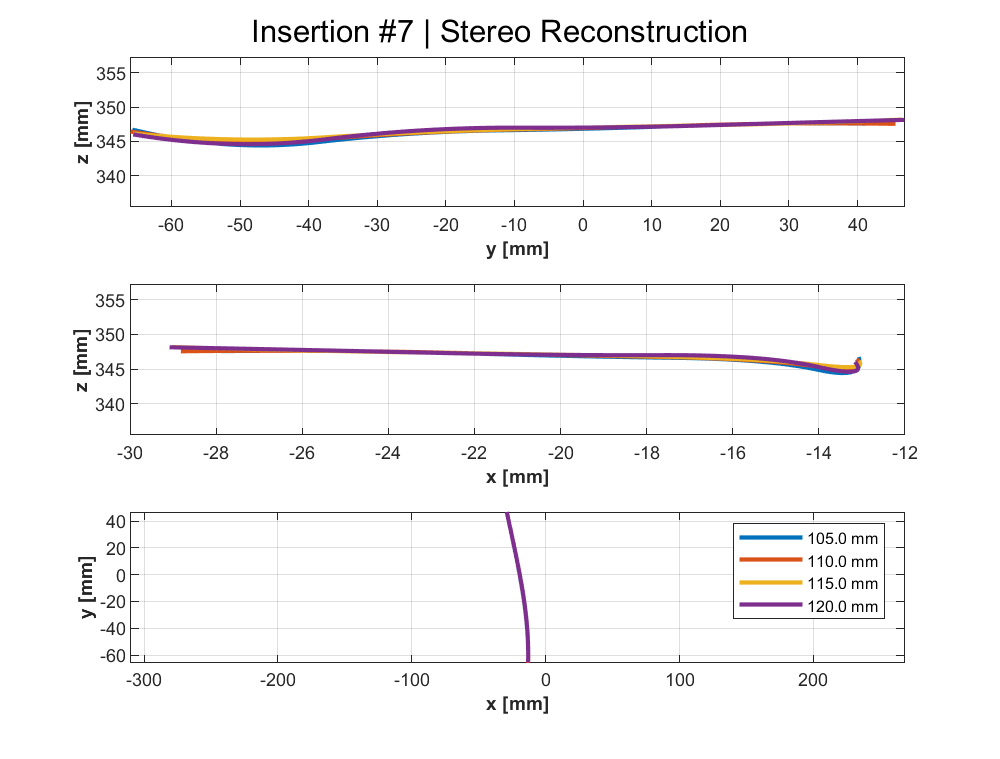 Insertion #7 | Stereo Reconstruction
355
350
345
340
z [mm]
-60 -50 -40 -30 -20 -10 0 10 20 30 40
y [mm]
355
350
345
340
z [mm]
-30 -28 -26 -24 -22 -20 -18 -16 -14 -12
x [mm]
40
20
0
-20
-40
-60
y [mm]
105.0 mm
110.0 mm
115.0 mm
120.0 mm
-300 -200 -100 0 100 200
x [mm]